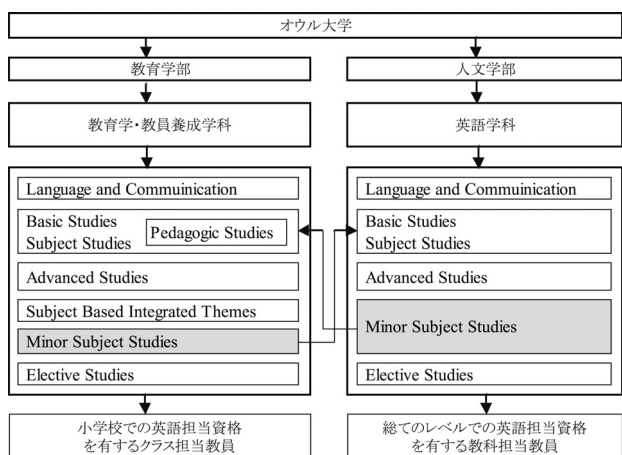 オウル大学
教育学部
人文学部
教育学・教員養成学科
英語学科
Language and Commuinication
Basic Studies
Subject Studies
Pedagogic Studies
Advanced Studies
Subject Based Integrated Themes
Minor Subject Studies
Elective Studies
Language and Commuinication
Basic Studies
Subject Studies
Advanced Studies
Minor Subject Studies
Elective Studies
小学校での英語担当資格
を有するクラス担当教員
総てのレベルでの英語担当資格
を有する教科担当教員